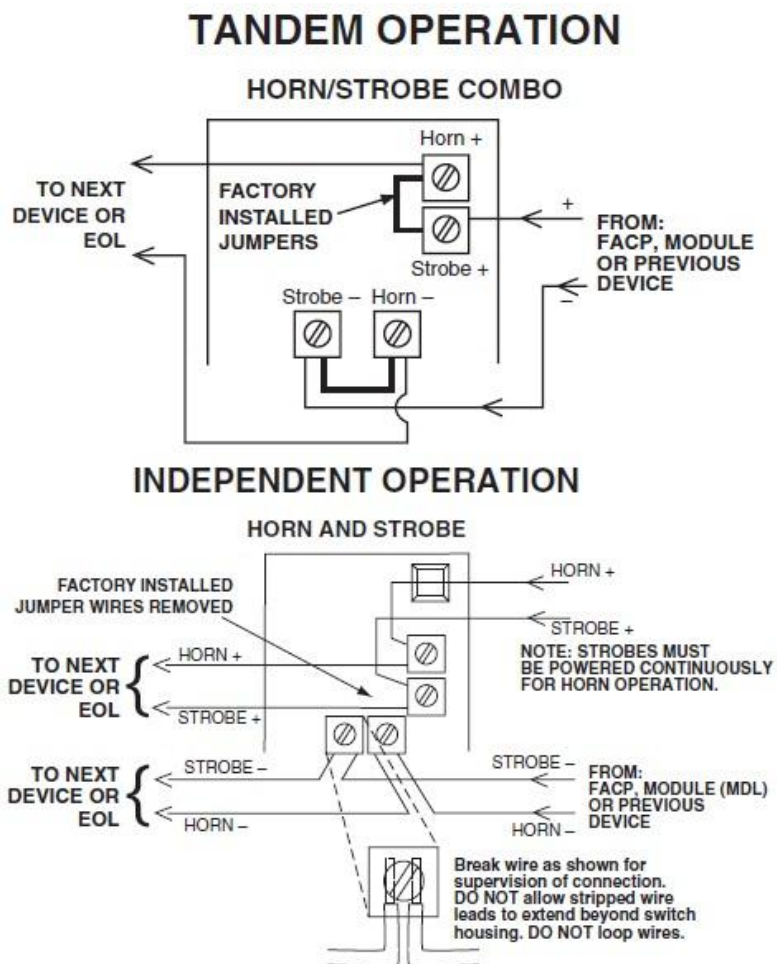 TANDEM OPERATION
HORN/STROBE COMBO
Horn +
TO NEXT
DEVICE OR
EOL
FACTORY
INSTALLED
JUMPERS
+
FROM:
FACP, MODULE
OR PREVIOUS
DEVICE
Strobe +
–
Strobe – Horn –
INDEPENDENT OPERATION
HORN AND STROBE
FACTORY INSTALLED
JUMPER WIRES REMOVED
HORN +
STROBE +
NOTE: STROBES MUST
BE POWERED CONTINUOUSLY
FOR HORN OPERATION.
TO NEXT
DEVICE OR
EOL
HORN +
STROBE +
TO NEXT
DEVICE OR
EOL
STROBE –
HORN –
STROBE –
HORN –
FROM:
FACP, MODULE (MDL)
OR PREVIOUS
DEVICE
Break wire as shown for
supervision of connection.
DO NOT allow stripped wire
leads to extend beyond switch
housing. DO NOT loop wires.